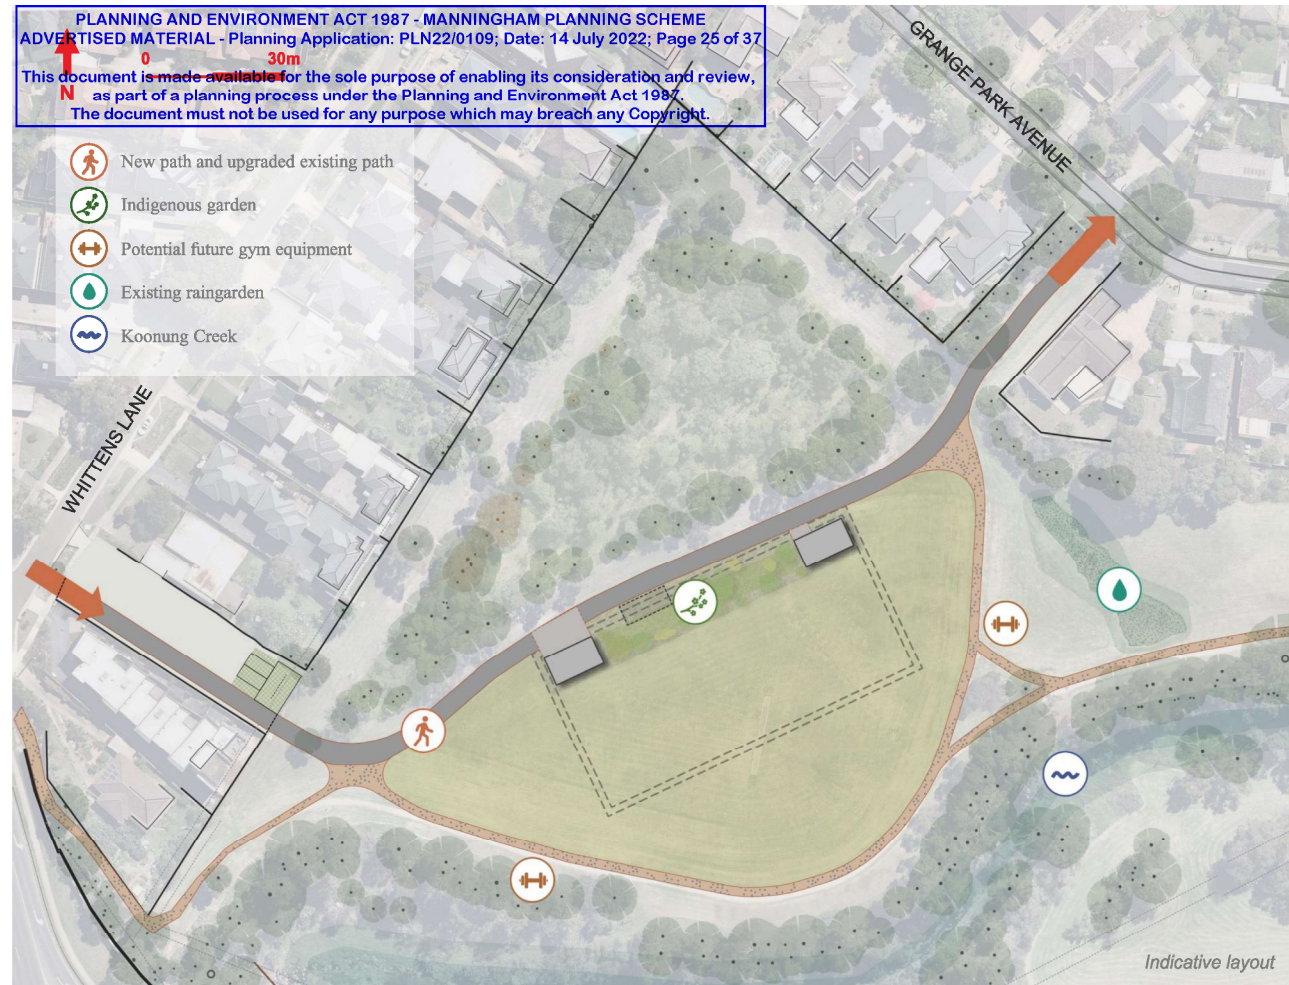 PLANNING AND ENVIRONMENT ACT 1987 - MANNINGHAM PLANNING SCHEME
ADVERTISED MATERIAL - Planning Application: PLN22/0109; Date: 14 July 2022; Page 25 of 37
0 30m
This document is made available for the sole purpose of enabling its consideration and review,
N
as part of a planning process under the Planning and Environment Act 1987.
The document must not be used for any purpose which may breach any Copyright.
GRANGE PARK AVENUE
New path and upgraded existing path
Indigenous garden
Potential future gym equipment
Existing raingarden
Koonung Creek
WHITTENS LANE
Indicative layout